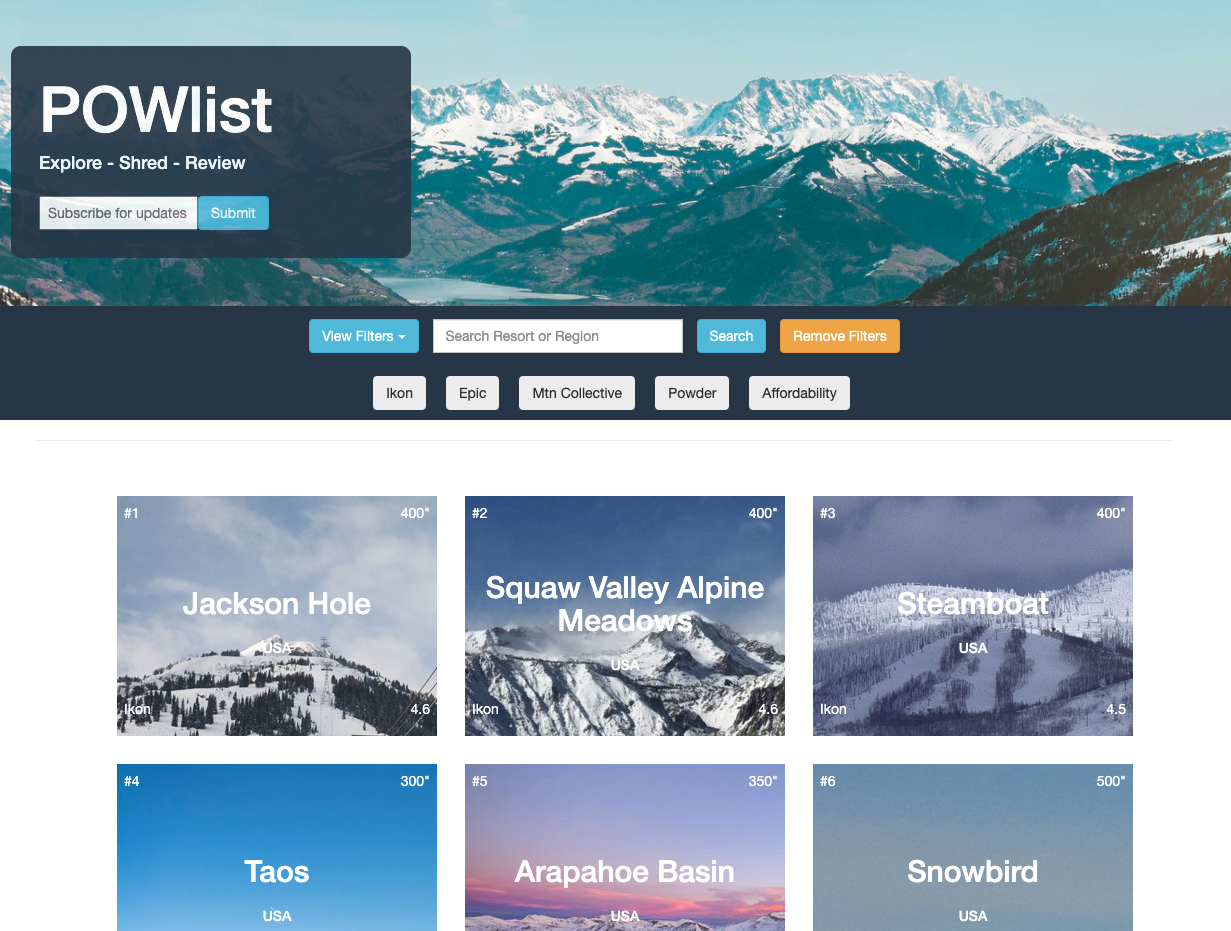 POWlist
Explore - Shred - Review
Subscribe for updates Submit
View Filters Search Resort or Region Search Remove Filters
Ikon Epic Mtn Collective Powder Affordability
#1 400"
Jackson Hole
USA
Ikon 4.6
#2 400"
Squaw Valley Alpine
Meadows
USA
Ikon 4.6
#3 400"
Steamboat
USA
Ikon 4.5
#4 300"
Taos
USA
#5 350"
Arapahoe Basin
USA
#6 500"
Snowbird
USA